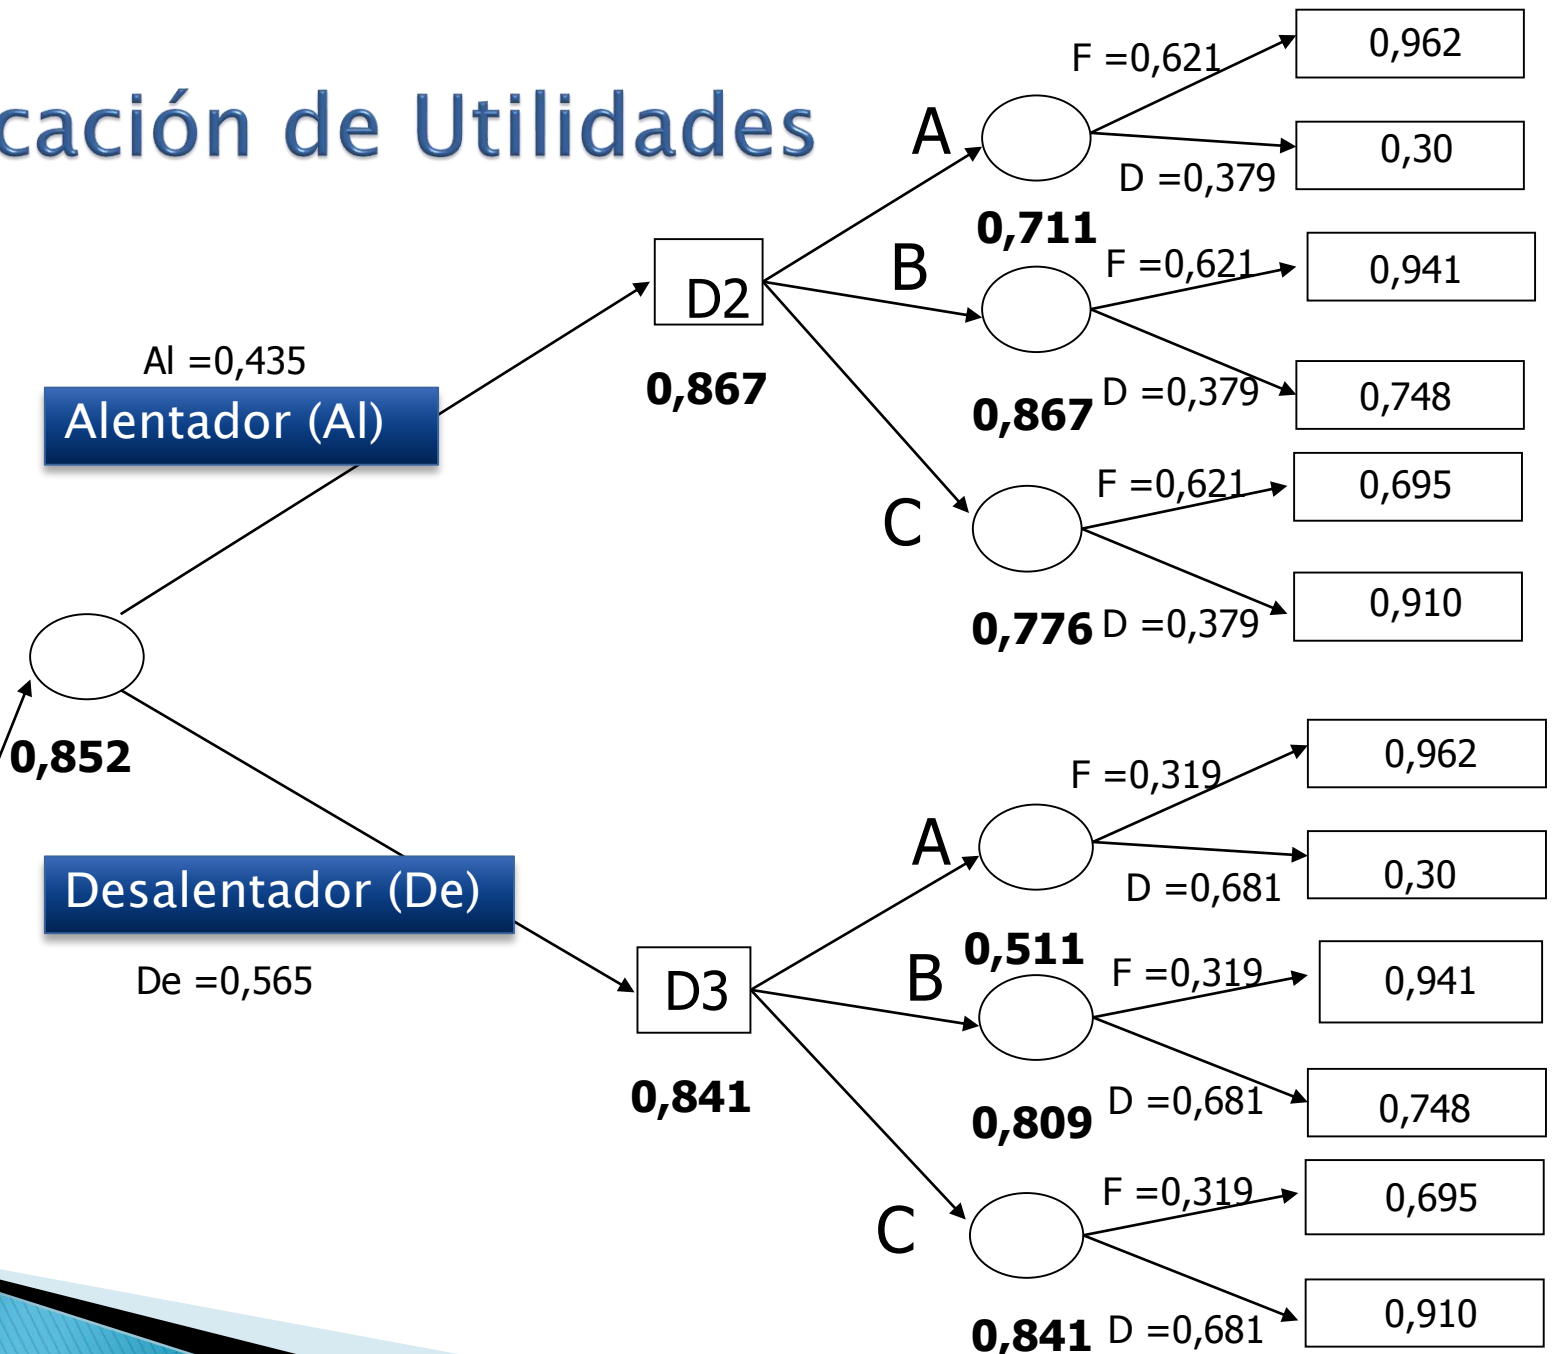 cación de Utilidades
F =0,621
0,962
A
0,30
D =0,379
0,711
B
F =0,621
0,941
D2
Al =0,435
0,867
Alentador (Al)
0,867
D =0,379
0,748
F =0,621
0,695
C
0,910
0,776
D =0,379
0,852
F =0,319
0,962
A
Desalentador (De)
D =0,681
0,30
0,511
De =0,565
D3
B
F =0,319
0,941
0,841
0,809
D =0,681
0,748
F =0,319
0,695
C
0,910
0,841
D =0,681